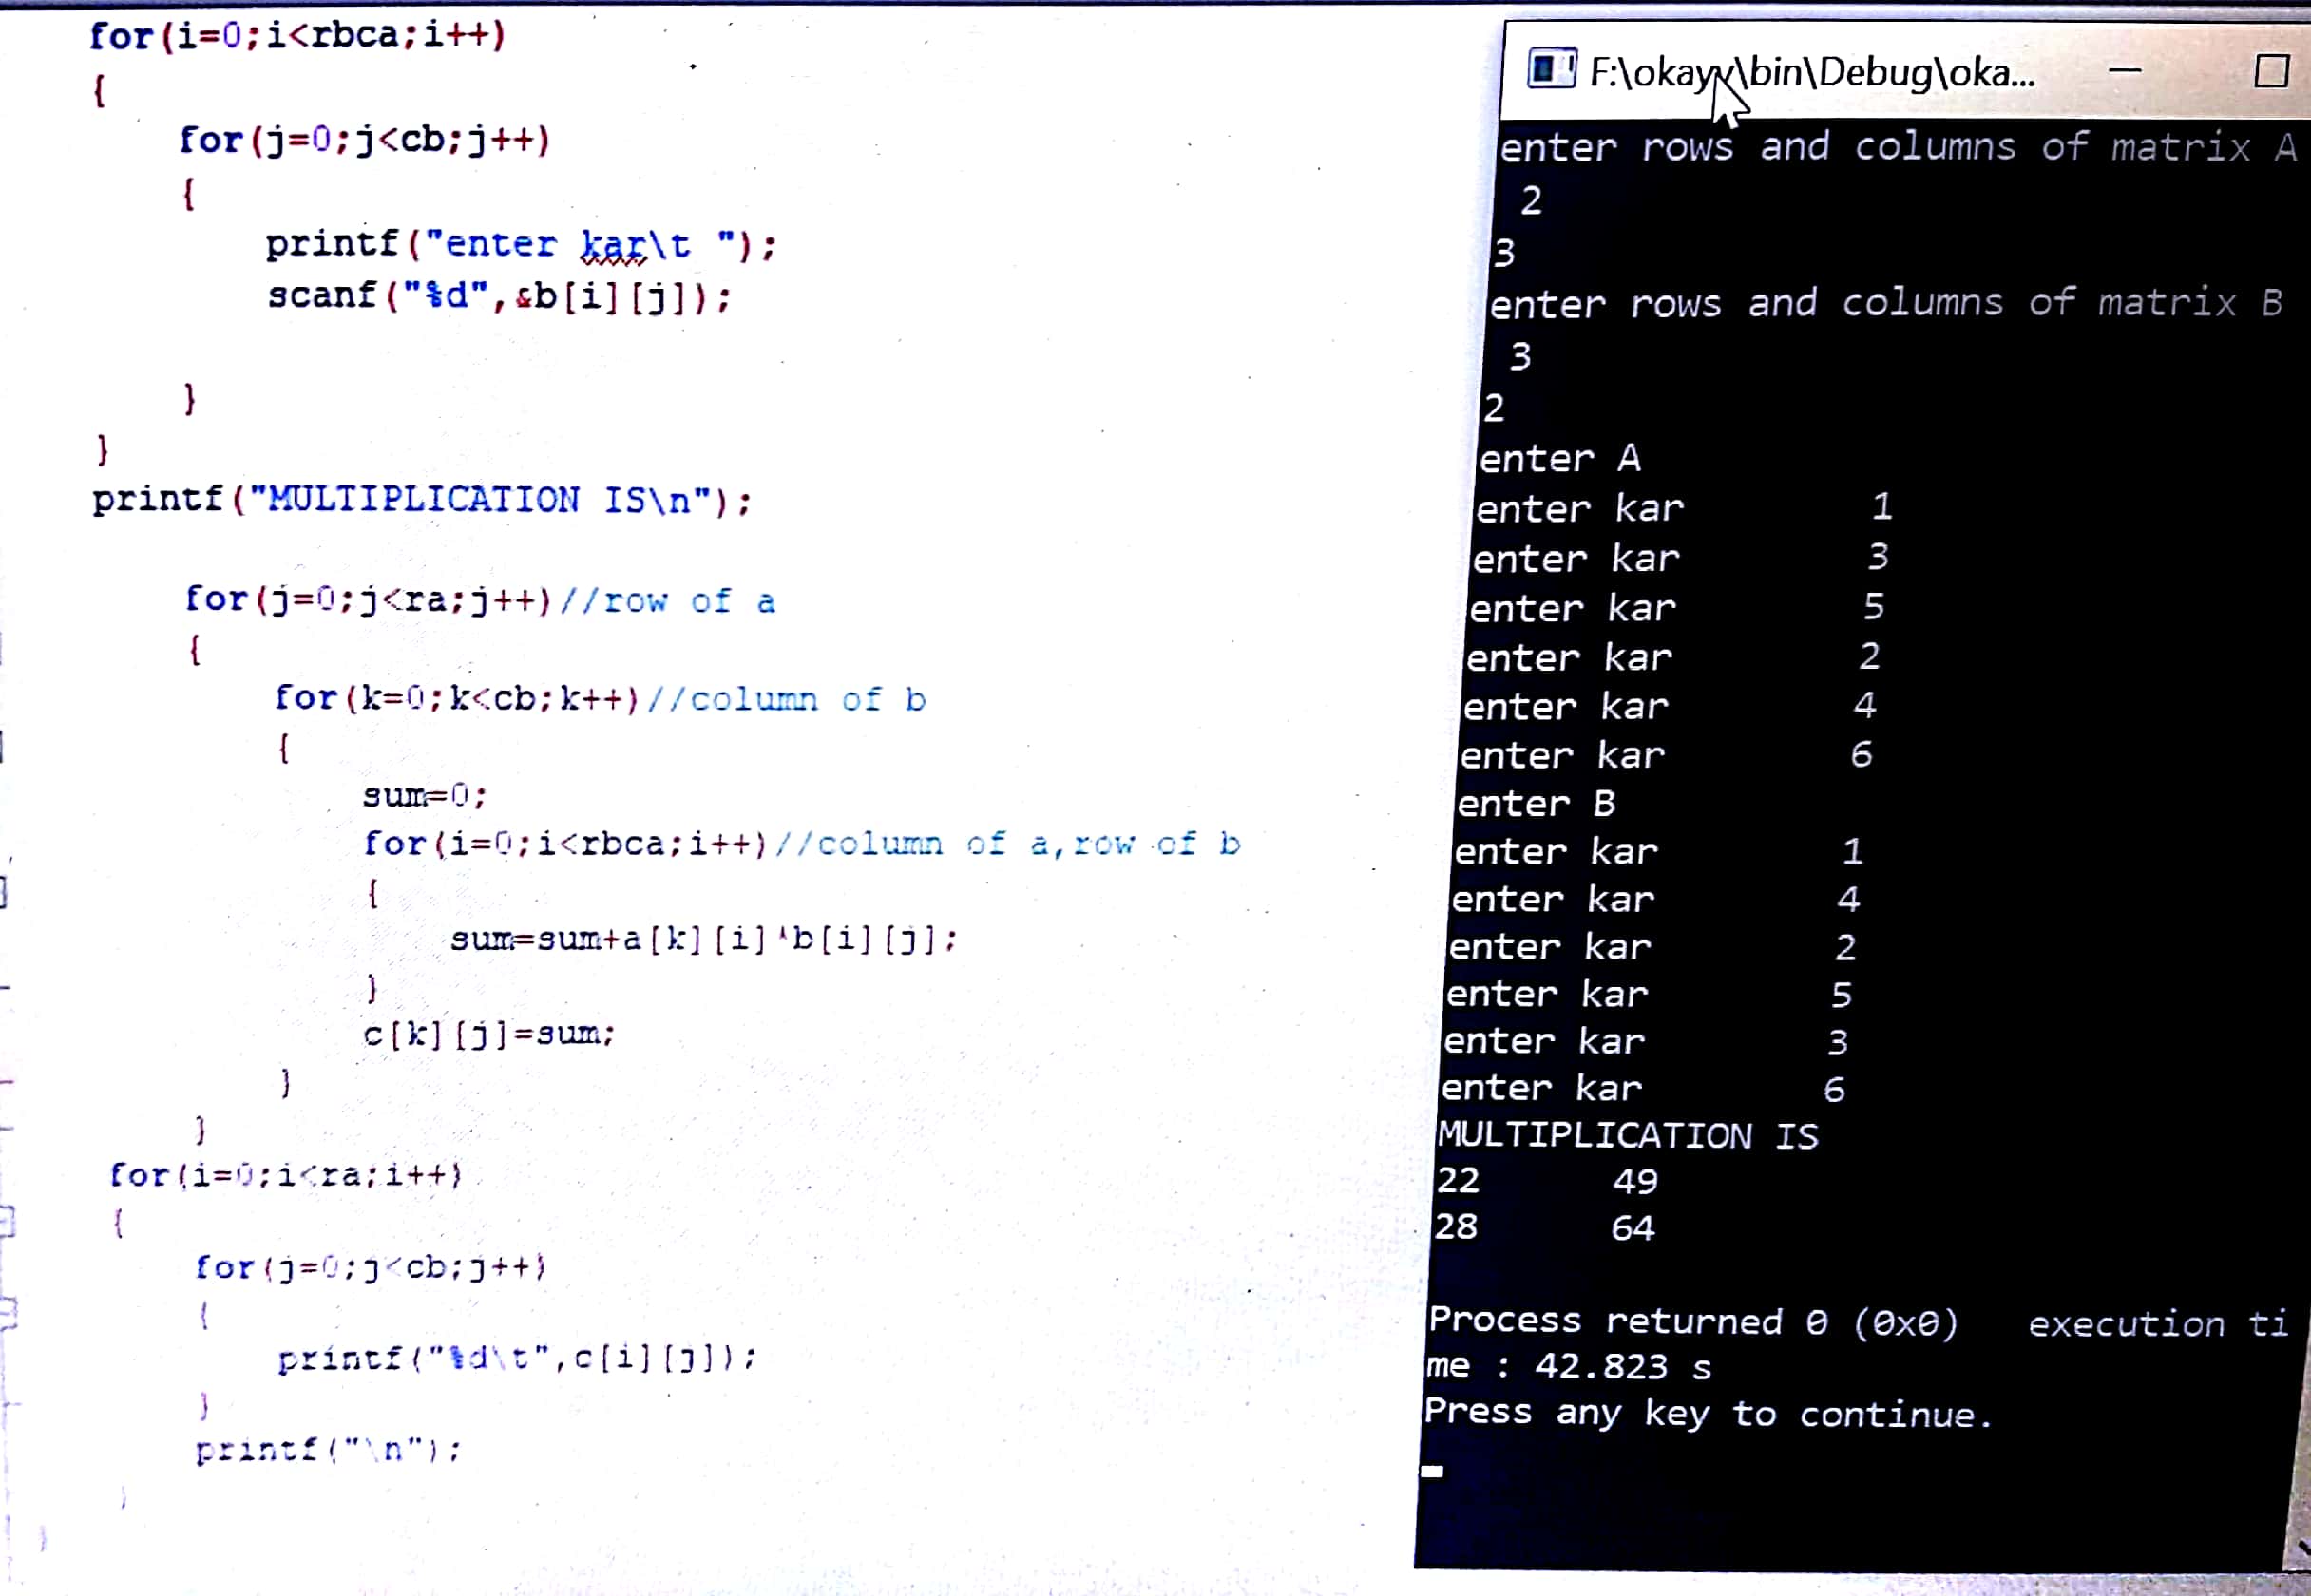 for(i=0;i<rbca;i++)
{
for(j=0;j<cb;j++)
{
printf("enter kar\t ");
scanf("%d",&b[i][j]);
}
}
printf("MULTIPLICATION IS\n");
for(j=0;j<ra;j++)//row of a
{
for(k=0;k<cb;k++)//column of b
{
sum=0;
for(i=0;i<rbca;i++)//column of a,row of b
{
sum=sum+a[k][i]*b[i][j];
}
c[k][j]=sum;
}
}
for(i=0;i<ra;i++)
{
for(j=0;j<cb;j++)
{
printf("%d\t",c[i][j]);
}
printf("\n");
}
}
F:\okayy\bin\Debug\oka...
enter rows and columns of matrix A
2
3
enter rows and columns of matrix B
3
2
enter A
enter kar 1
enter kar 3
enter kar 5
enter kar 2
enter kar 4
enter kar 6
enter B
enter kar 1
enter kar 4
enter kar 2
enter kar 5
enter kar 3
enter kar 6
MULTIPLICATION IS
22 49
28 64
Process returned 0 (0x0) execution ti
me : 42.823 s
Press any key to continue.